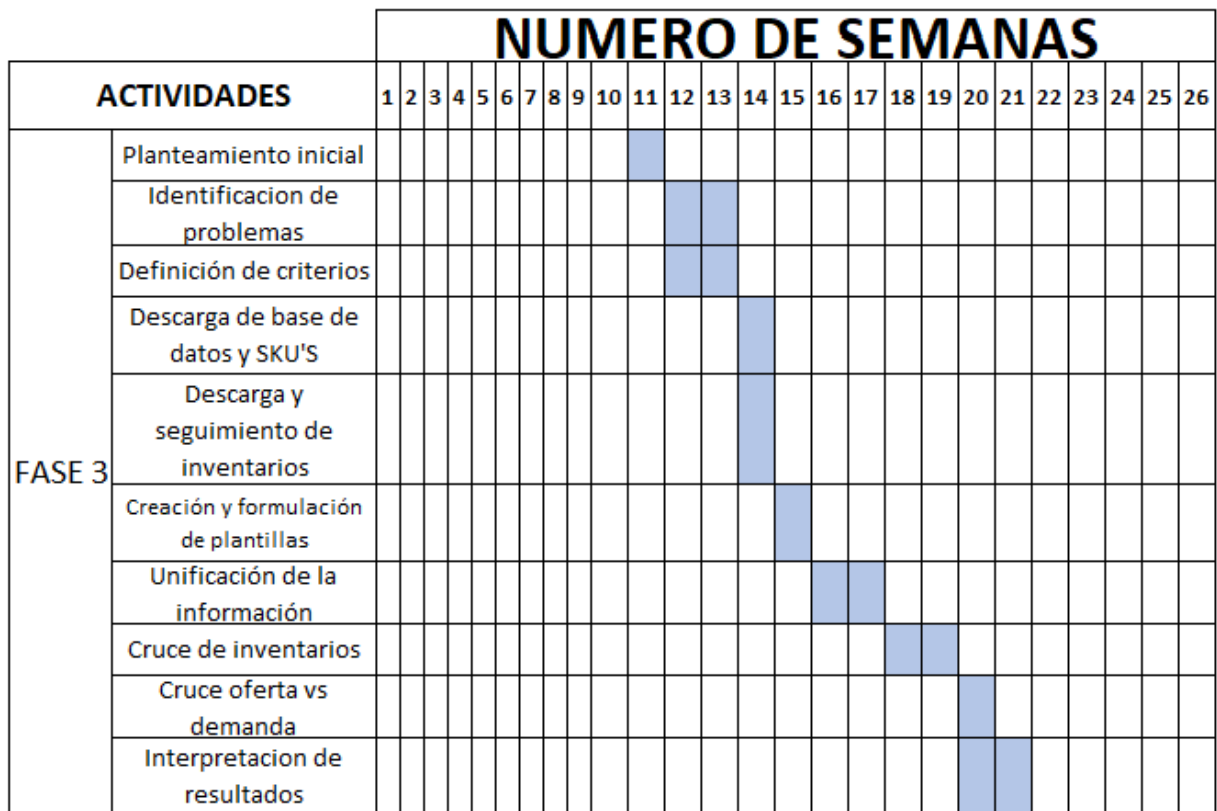 NUMERO DE SEMANAS
ACTIVIDADES 1 2 3 4 5 6 7 8 9 10 11 12 13 14 15 16 17 18 19 20 21 22 23 24 25 26
FASE 3
Planteamiento inicial
Identificacion de
problemas
Definición de criterios
Descarga de base de
datos y SKU'S
Descarga y
seguimiento de
inventarios
Creación y formulación
de plantillas
Unificación de la
información
Cruce de inventarios
Cruce oferta vs
demanda
Interpretacion de
resultados